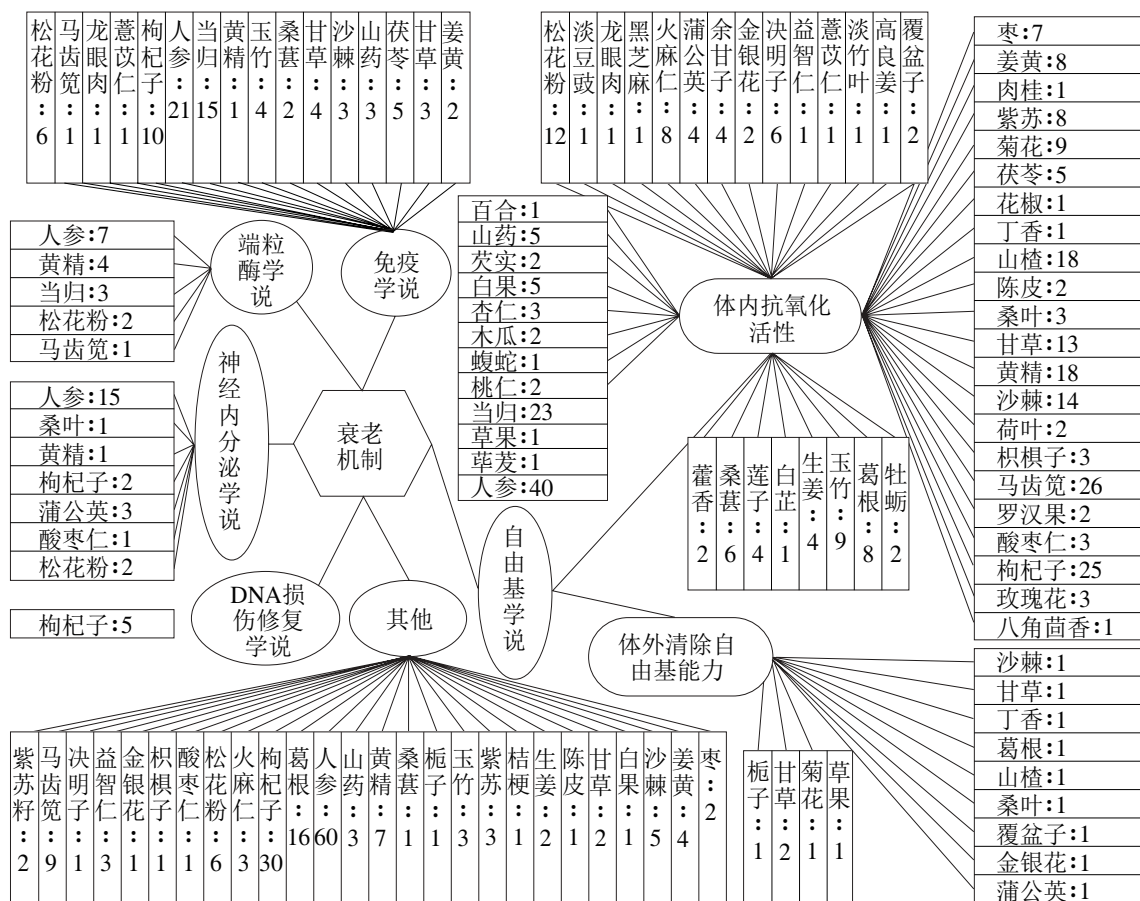 松花粉:6
马齿笕:1
龙眼肉:1
薏苡仁:1
枸杞子:10
人参:21
当归:15
黄精:1
玉竹:4
桑葚:2
甘草:4
沙棘:3
山药:3
茯苓:5
甘草:3
姜黄:2
松花粉:12
淡豆豉:1
龙眼肉:1
黑芝麻:1
火麻仁:8
蒲公英:4
余甘子:4
金银花:2
决明子:6
益智仁:1
薏苡仁:1
淡竹叶:1
高良姜:1
覆盆子:2
枣:7
姜黄:8
肉桂:1
紫苏:8
菊花:9
茯苓:5
花椒:1
丁香:1
山楂:18
陈皮:2
桑叶:3
甘草:13
黄精:18
沙棘:14
荷叶:2
枳椇子:3
马齿笕:26
罗汉果:2
酸枣仁:3
枸杞子:25
玫瑰花:3
八角茴香:1
人参:7
黄精:4
当归:3
松花粉:2
马齿笕:1
端粒
酶学
说
免疫
学说
百合:1
山药:5
芡实:2
白果:5
杏仁:3
木瓜:2
蝮蛇:1
桃仁:2
当归:23
草果:1
荜茇:1
人参:40
体内抗氧化
活性
人参:15
桑叶:1
黄精:1
枸杞子:2
蒲公英:3
酸枣仁:1
松花粉:2
神经内分泌学说
衰老
机制
藿香:2
桑葚:6
莲子:4
白芷:1
生姜:4
玉竹:9
葛根:8
牡蛎:2
枸杞子:5
DNA损
伤修复
学说
其他
自由基学说
体外清除自
由基能力
沙棘:1
甘草:1
丁香:1
葛根:1
山楂:1
桑叶:1
覆盆子:1
金银花:1
蒲公英:1
紫苏籽:2
马齿笕:9
决明子:1
益智仁:3
金银花:1
枳椇子:1
酸枣仁:1
松花粉:6
火麻仁:3
枸杞子:30
葛根:16
人参:60
山药:3
黄精:7
桑葚:1
栀子:1
玉竹:3
紫苏:3
桔梗:1
生姜:2
陈皮:1
甘草:2
白果:1
沙棘:5
姜黄:4
枣:2
栀子:1
甘草:2
菊花:1
草果:1